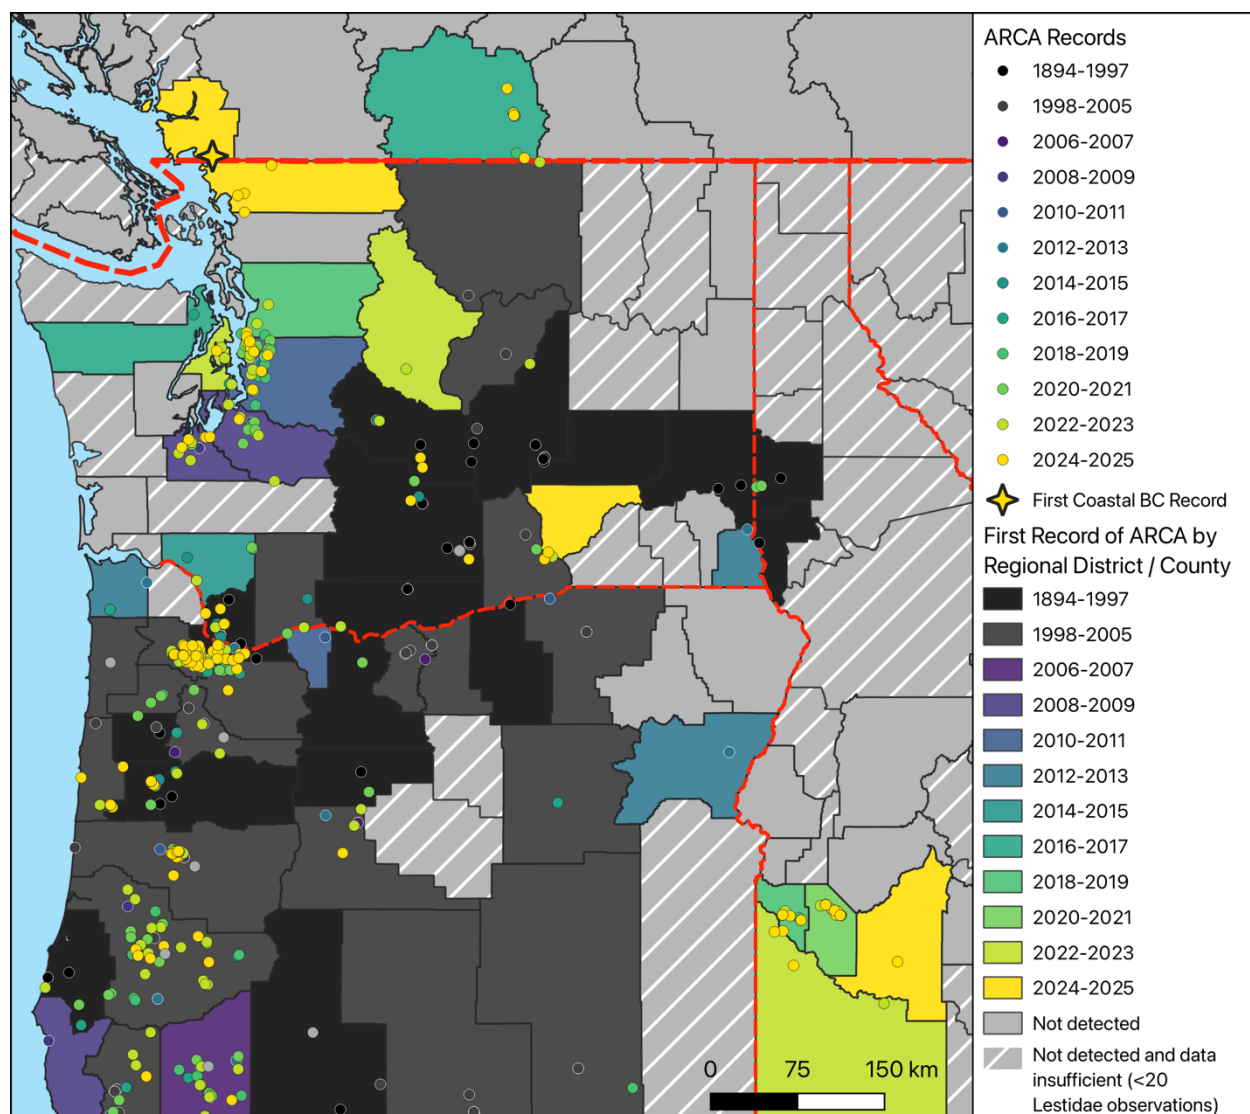 ARCA Records
1894-1997
1998-2005
2006-2007
2008-2009
2010-2011
2012-2013
2014-2015
2016-2017
2018-2019
2020-2021
2022-2023
2024-2025
First Coastal BC Record
First Record of ARCA by
Regional District / County
1894-1997
1998-2005
2006-2007
2008-2009
2010-2011
2012-2013
2014-2015
2016-2017
2018-2019
2020-2021
2022-2023
2024-2025
Not detected
Not detected and data
insufficient (<20
Lestidae observations)
0 75 150 km